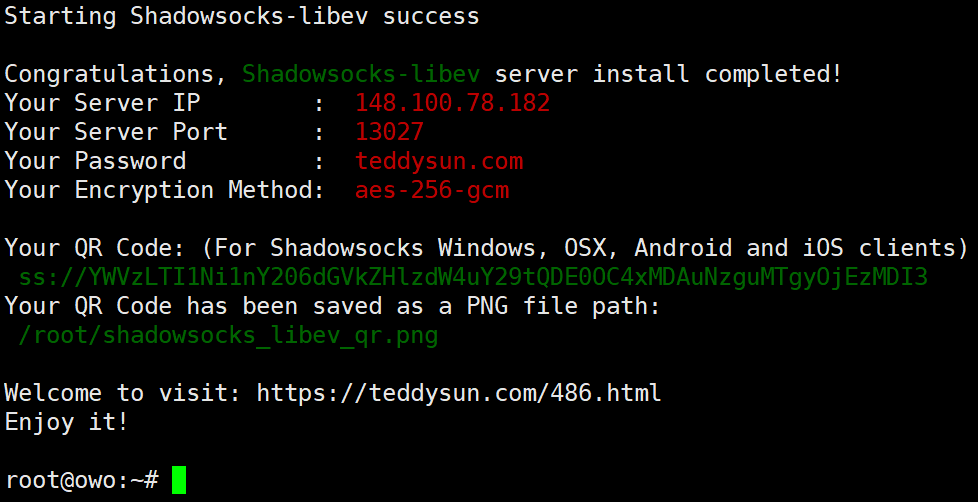 Starting Shadowsocks-libev success
Congratulations, Shadowsocks-libev server install completed!
Your Server IP        :  148.100.78.182
Your Server Port      :  13027
Your Password         :  teddysun.com
Your Encryption Method:  aes-256-gcm
Your QR Code: (For Shadowsocks Windows, OSX, Android and iOS clients)
ss://YWVzLTI1Ni1nY206dGVkZHlzdW4uY29tQDE0OC4xMDAuNzguMTgyOjEzMDI3
Your QR Code has been saved as a PNG file path:
/root/shadowsocks_libev_qr.png
Welcome to visit: https://teddysun.com/486.html
Enjoy it!
root@owo:~#